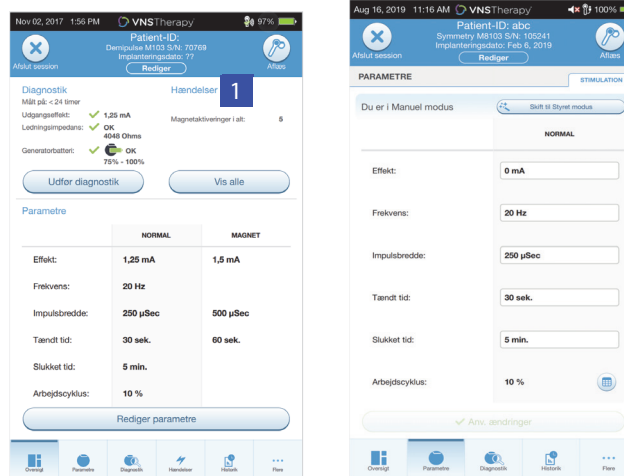 Nov 02, 2017 1:56 PM VNSTherapy 97%
Patient-ID:
Demipulse M103 S/N: 70769
Implanteringsdato: ??
Rediger
Afslut session
Aflæs
Diagnostik
Målt på: < 24 timer
Udgangseffekt: 1,25 mA
Ledningsimpedans: OK
4048 Ohms
Generatorbatteri: OK
75% - 100%
Hændelser
1
Magnetaktiveringer i alt: 5
Udfør diagnostik
Vis alle
Parametre
NORMAL MAGNET
Effekt: 1,25 mA 1,5 mA
Frekvens: 20 Hz
Impulsbredde: 250 µSec 500 µSec
Tændt tid: 30 sek. 60 sek.
Slukket tid: 5 min.
Arbejdscyklus: 10 %
Rediger parametre
Oversigt Parametre Diagnostik Hændelser Historik Flere
Aug 16, 2019 11:16 AM VNSTherapy 100%
Patient-ID: abc
Symmetry M8103 S/N: 105241
Implanteringsdato: Feb 6, 2019
Rediger
Afslut session
Aflæs
PARAMETRE
STIMULATION
Du er i Manuel modus
Skift til Styret modus
NORMAL
Effekt: 0 mA
Frekvens: 20 Hz
Impulsbredde: 250 µSec
Tændt tid: 30 sek.
Slukket tid: 5 min.
Arbejdscyklus: 10 %
Anv. ændringer
Oversigt Parametre Diagnostik Historik Flere